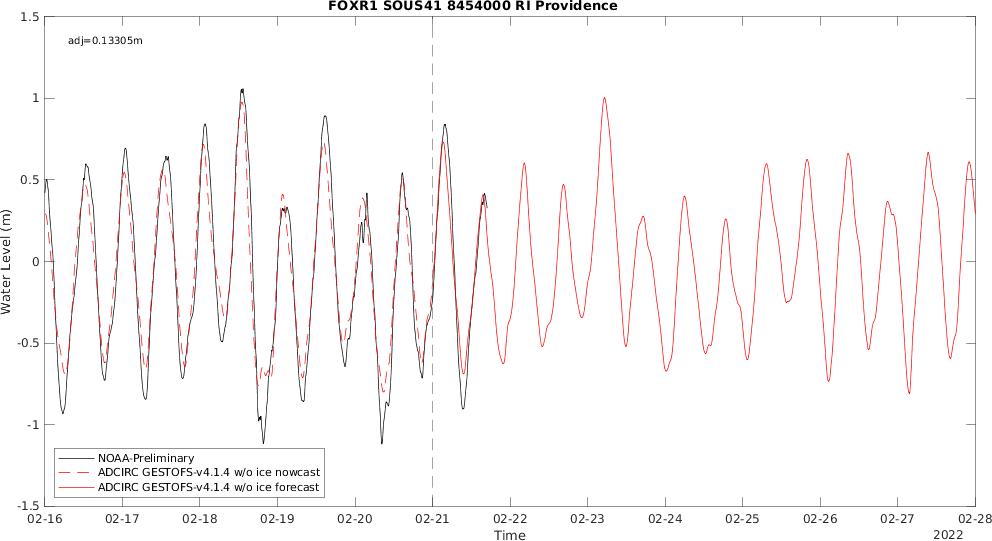 FOXR1 SOUS41 8454000 RI Providence
adj=0.13305m
Water Level (m)
1.5
1
0.5
0
-0.5
-1
-1.5
NOAA-Preliminary
ADCIRC GESTOFS-v4.1.4 w/o ice nowcast
ADCIRC GESTOFS-v4.1.4 w/o ice forecast
02-16 02-17 02-18 02-19 02-20 02-21 02-22 02-23 02-24 02-25 02-26 02-27 02-28
Time
2022